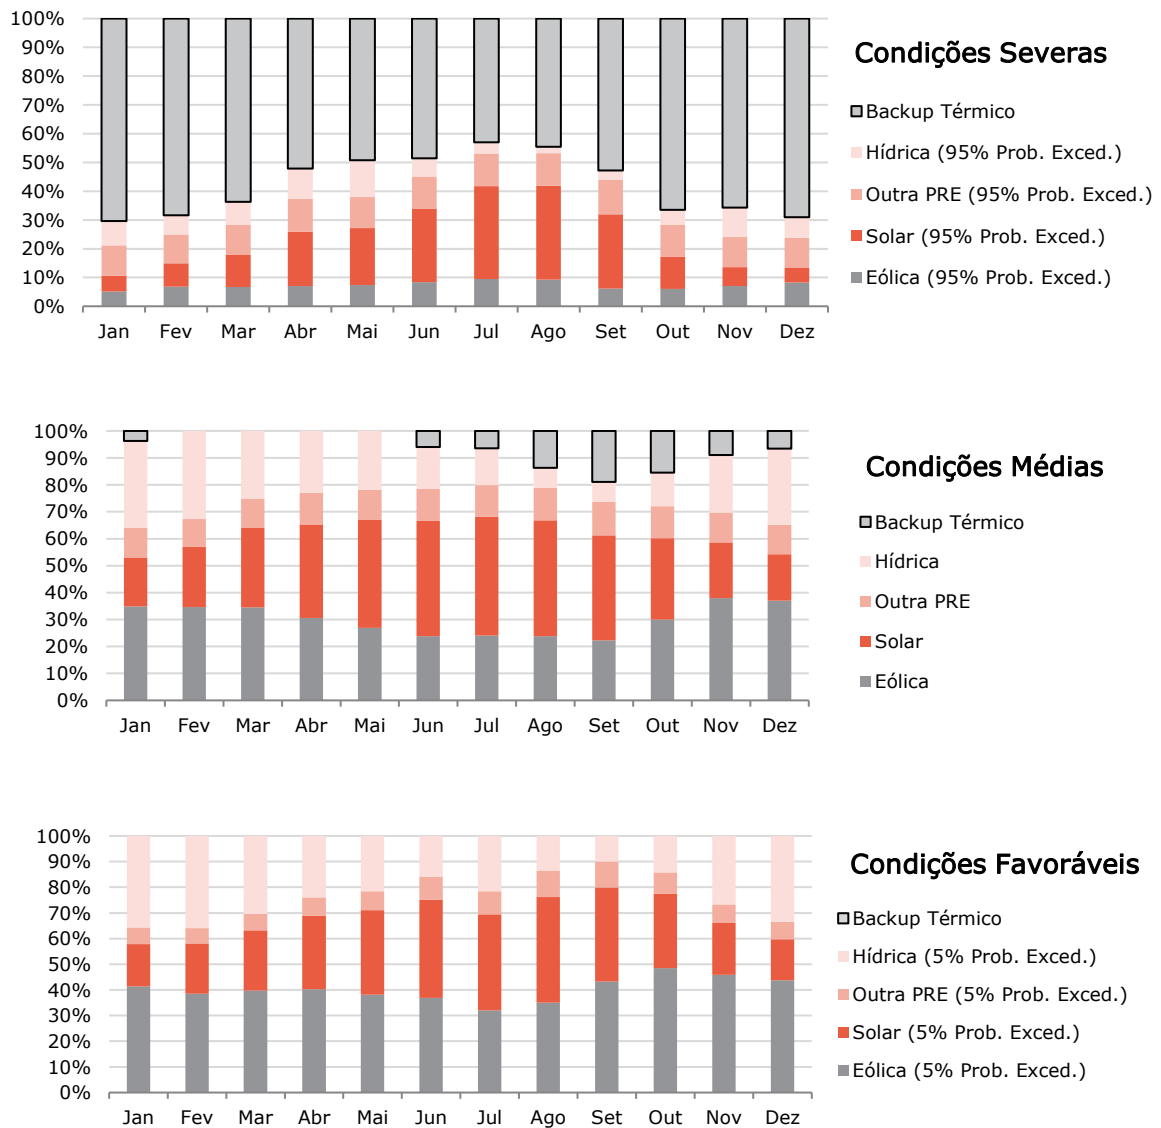 Condições Severas
100%
90%
80%
70%
60%
50%
40%
30%
20%
10%
0%
Jan Fev Mar Abr Mai Jun Jul Ago Set Out Nov Dez
Backup Térmico
Hídrica (95% Prob. Exced.)
Outra PRE (95% Prob. Exced.)
Solar (95% Prob. Exced.)
Eólica (95% Prob. Exced.)
Condições Médias
100%
90%
80%
70%
60%
50%
40%
30%
20%
10%
0%
Jan Fev Mar Abr Mai Jun Jul Ago Set Out Nov Dez
Backup Térmico
Hídrica
Outra PRE
Solar
Eólica
Condições Favoráveis
100%
90%
80%
70%
60%
50%
40%
30%
20%
10%
0%
Jan Fev Mar Abr Mai Jun Jul Ago Set Out Nov Dez
Backup Térmico
Hídrica (5% Prob. Exced.)
Outra PRE (5% Prob. Exced.)
Solar (5% Prob. Exced.)
Eólica (5% Prob. Exced.)